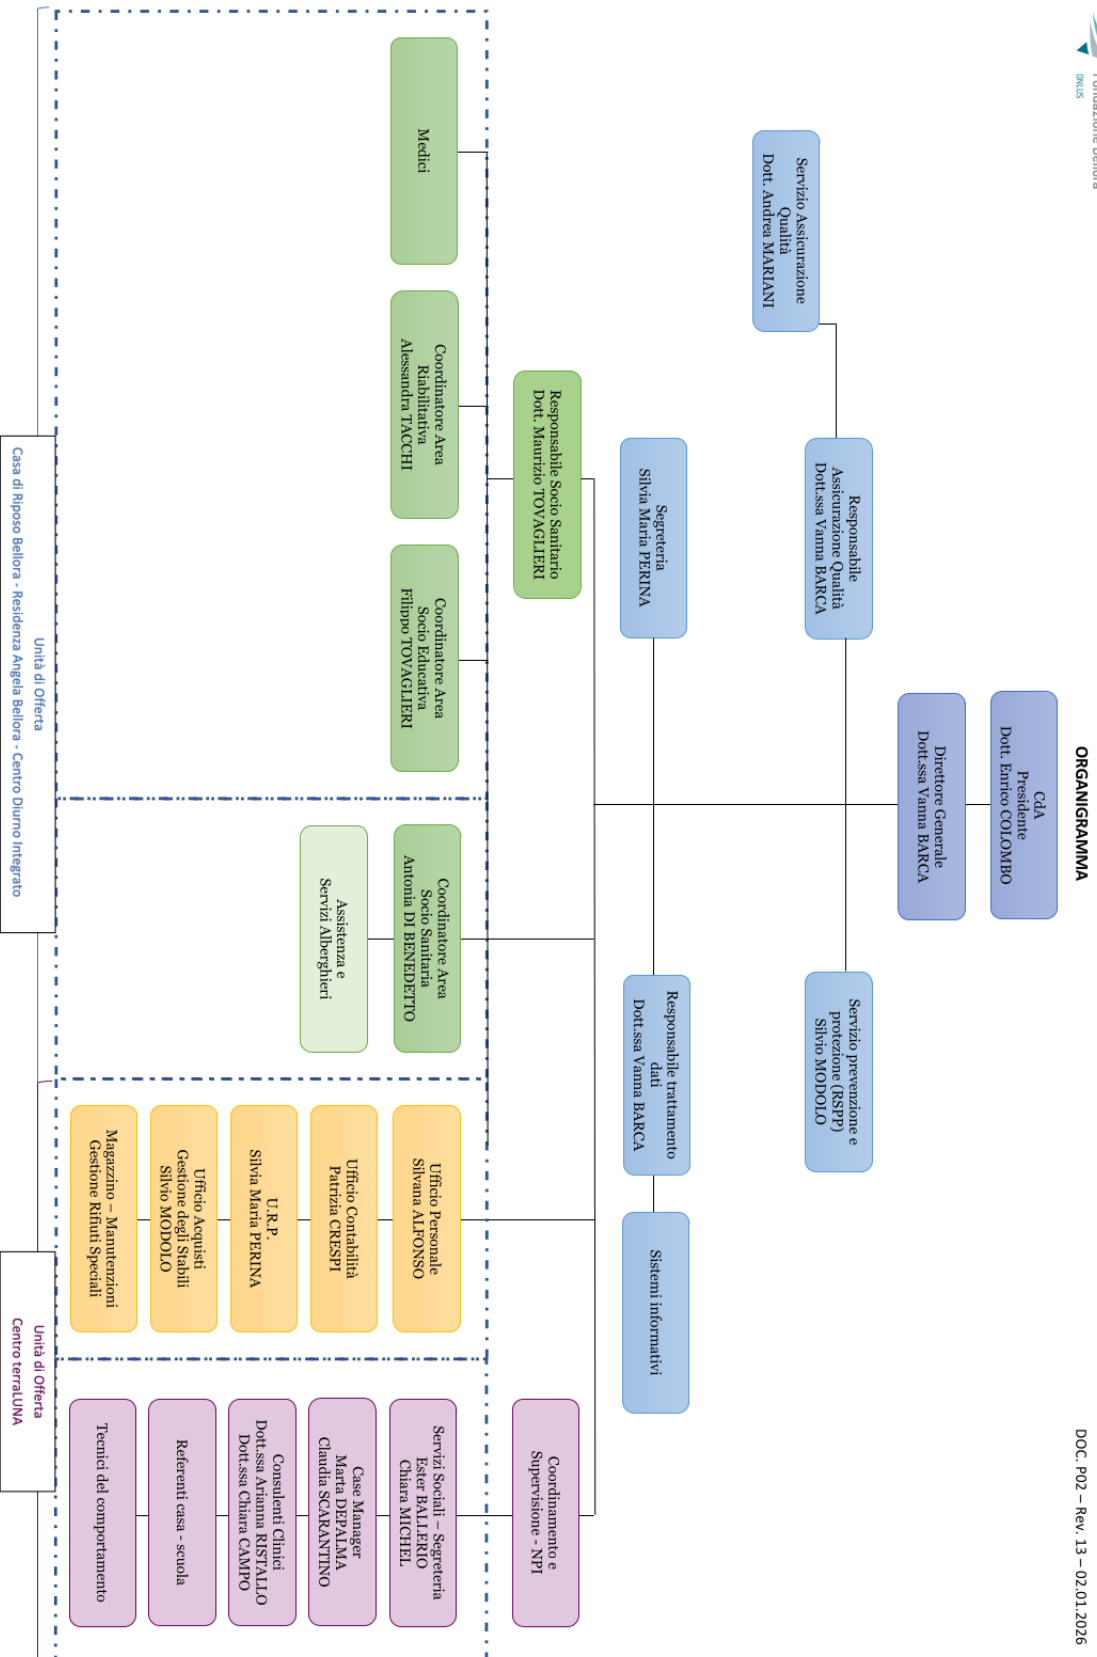 Fondazione Bellora
ONLUS
ORGANIGRAMMA
DOC. P02 – Rev. 13 – 02.01.2026
CdA
Presidente
Dott. Enrico COLOMBO
Direttore Generale
Dott.ssa Vanna BARCA
Responsabile
Assicurazione Qualità
Dott.ssa Vanna BARCA
Servizio prevenzione e
protezione (RSPP)
Silvio MODOLO
Servizio Assicurazione
Qualità
Dott. Andrea MARIANI
Segreteria
Silvia Maria PERINA
Responsabile trattamento
dati
Dott.ssa Vanna BARCA
Sistemi informativi
Responsabile Socio Sanitario
Dott. Maurizio TOVAGLIERI
Coordinamento e
Supervisione - NPI
Medici
Coordinatore Area
Riabilitativa
Alessandra TACCHI
Coordinatore Area
Socio Educativa
Filippo TOVAGLIERI
Coordinatore Area
Socio Sanitaria
Antonia DI BENEDETTO
Assistenza e
Servizi Alberghieri
Ufficio Personale
Silvana ALFONSO
Ufficio Contabilità
Patrizia CRESPI
U.R.P.
Silvia Maria PERINA
Ufficio Acquisti
Gestione degli Stabili
Silvio MODOLO
Magazzino – Manutenzioni
Gestione Rifiuti Speciali
Servizi Sociali – Segreteria
Ester BALLERIO
Chiara MICHEL
Case Manager
Marta DEPALMA
Claudia SCARANTINO
Consulenti Clinici
Dott.ssa Arianna RISTALLO
Dott.ssa Chiara CAMPO
Referenti casa - scuola
Tecnici del comportamento
Unità di Offerta
Casa di Riposo Bellora - Residenza Angela Bellora - Centro Diurno Integrato
Unità di Offerta
Centro terraLUNA